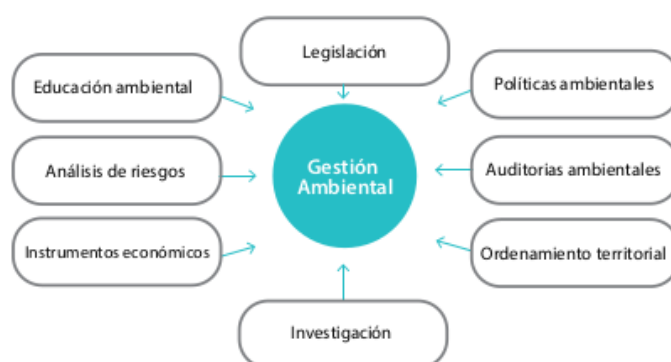 Legislación
Educación ambiental
Políticas ambientales
Análisis de riesgos
Gestión
Ambiental
Auditorias ambientales
Instrumentos económicos
Ordenamiento territorial
Investigación